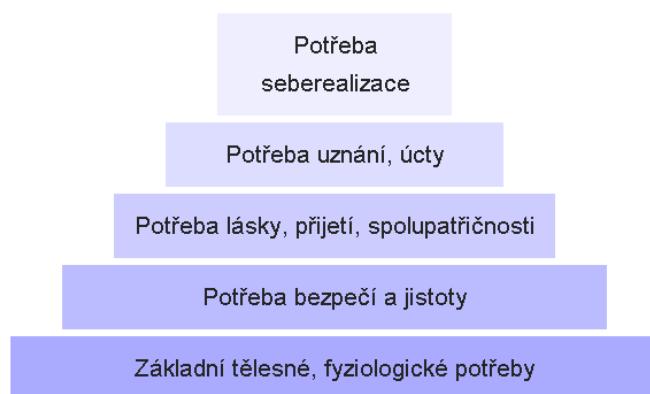 Potřeba
seberealizace
Potřeba uznání, úcty
Potřeba lásky, přijetí, spolupatřičnosti
Potřeba bezpečí a jistoty
Základní tělesné, fyziologické potřeby